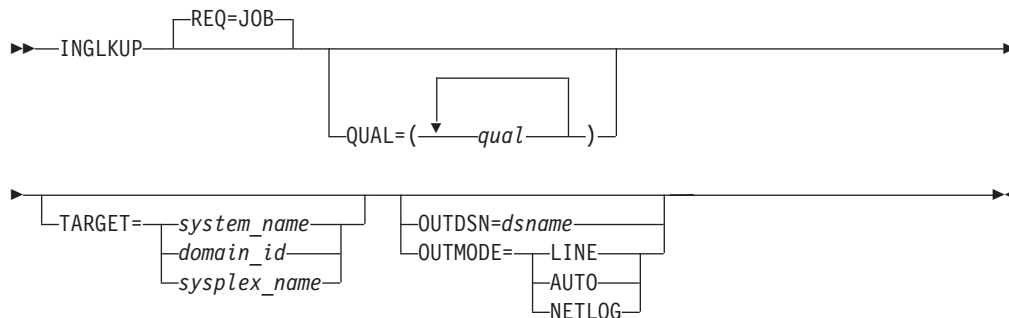 REQ=JOB
INGLKUP
QUAL=( qual )
TARGET= system_name OUTDSN=dsname
domain_id OUTMODE= LINE
sysplex_name AUTO
NETLOG